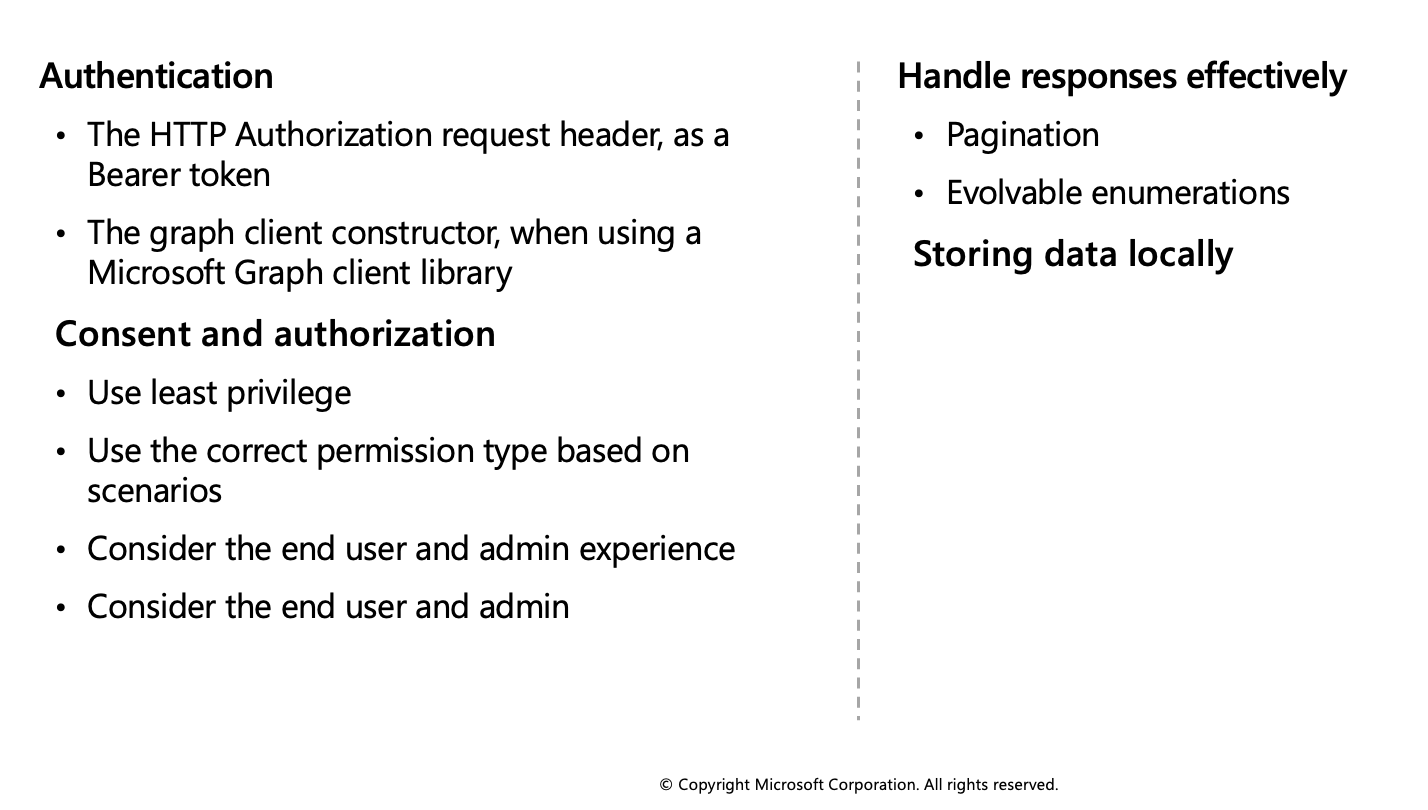 Authentication
• The HTTP Authorization request header, as a
Bearer token
• The graph client constructor, when using a
Microsoft Graph client library
Consent and authorization
• Use least privilege
• Use the correct permission type based on
scenarios
• Consider the end user and admin experience
• Consider the end user and admin
Handle responses effectively
• Pagination
• Evolvable enumerations
Storing data locally
© Copyright Microsoft Corporation. All rights reserved.